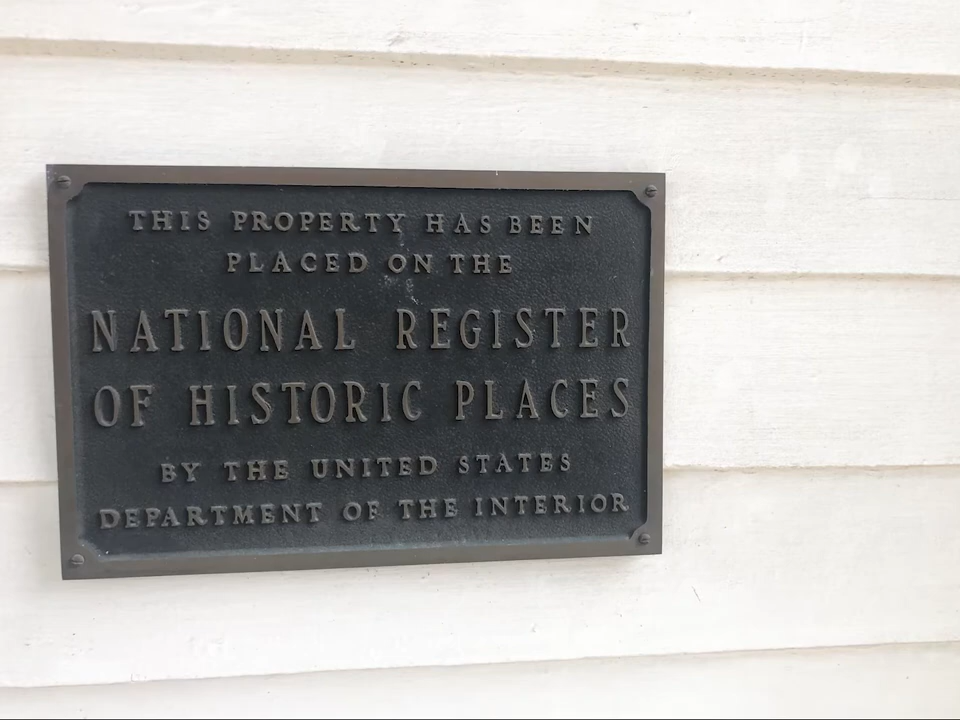 THIS PROPERTY HAS BEEN
PLACED ON THE
NATIONAL REGISTER
OF HISTORIC PLACES
BY THE UNITED STATES
DEPARTMENT OF THE INTERIOR